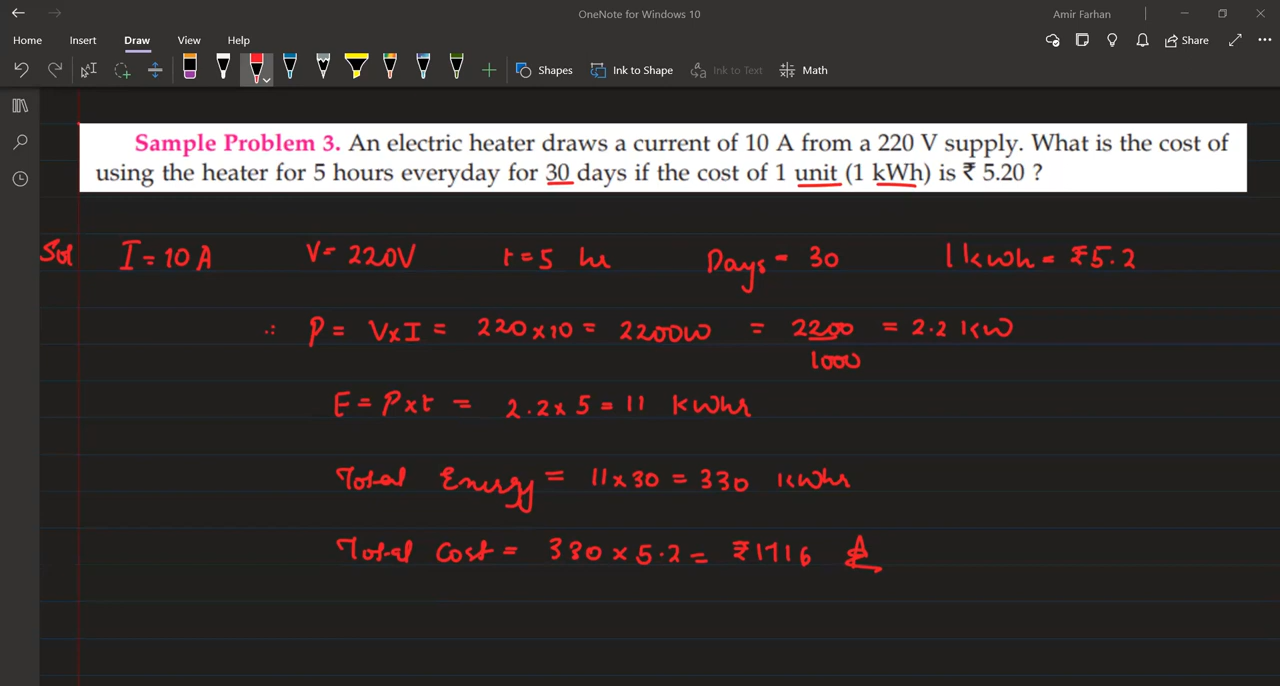 OneNote for Windows 10
Amir Farhan
Home Insert Draw View Help
Share
Shapes Ink to Shape Ink to Text Math
Sample Problem 3. An electric heater draws a current of 10 A from a 220 V supply. What is the cost of
using the heater for 5 hours everyday for 30 days if the cost of 1 unit (1 kWh) is ₹ 5.20 ?
Sol I = 10 A V = 220V t = 5 hr Days = 30 1 kwh = ₹5.2
∴ P = V x I = 220 x 10 = 2200W = 2200/1000 = 2.2 kW
E = P x t = 2.2 x 5 = 11 kWhr
Total Energy = 11 x 30 = 330 kWhr
Total Cost = 330 x 5.2 = ₹1716 A